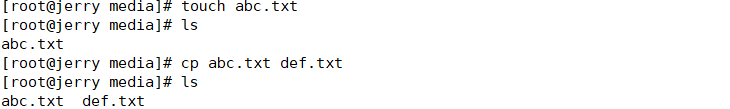 [root@jerry media]# touch abc.txt
[root@jerry media]# ls
abc.txt
[root@jerry media]# cp abc.txt def.txt
[root@jerry media]# ls
abc.txt  def.txt